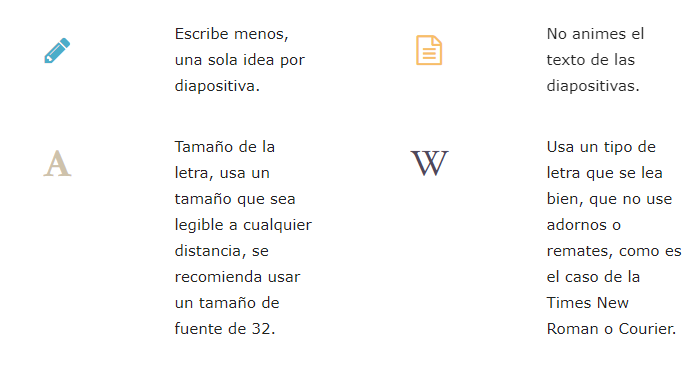 Escribe menos,
una sola idea por
diapositiva.
No animes el
texto de las
diapositivas.
A
Tamaño de la
letra, usa un
tamaño que sea
legible a cualquier
distancia, se
recomienda usar
un tamaño de
fuente de 32.
W
Usa un tipo de
letra que se lea
bien, que no use
adornos o
remates, como es
el caso de la
Times New
Roman o Courier.